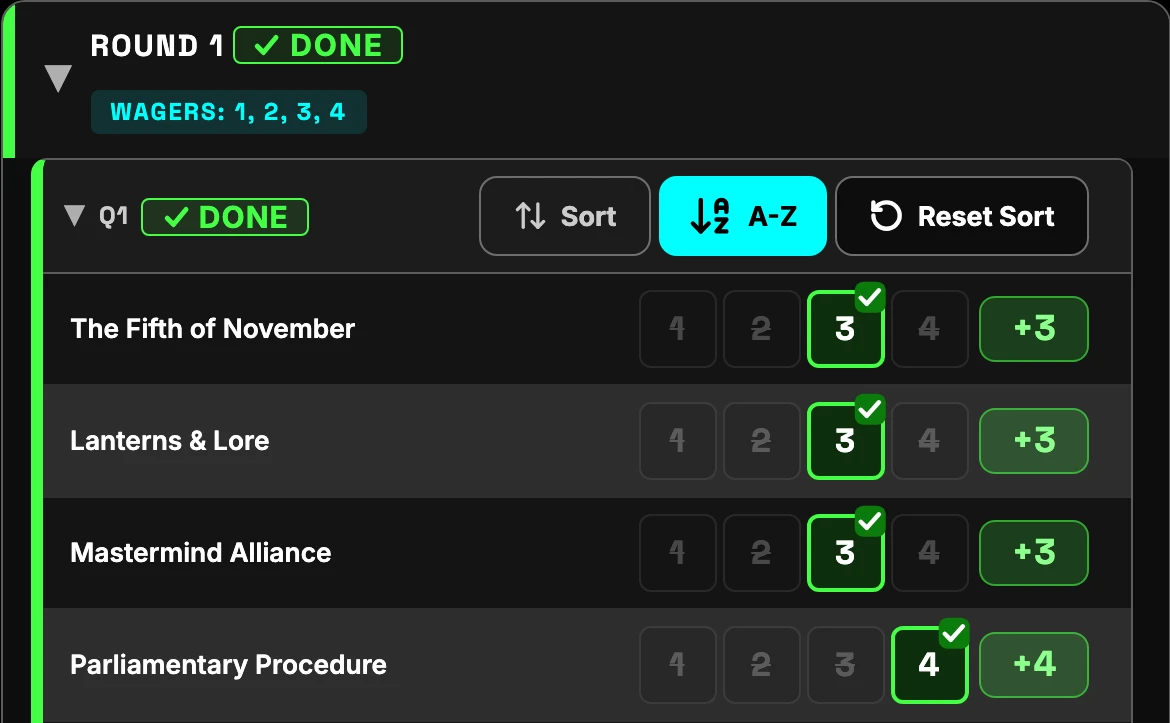 ROUND 1 ✓ DONE
▼
WAGERS: 1, 2, 3, 4
▼ Q1 ✓ DONE Sort A-Z Reset Sort
The Fifth of November 1 2 3 4 +3
Lanterns & Lore 1 2 3 4 +3
Mastermind Alliance 1 2 3 4 +3
Parliamentary Procedure 1 2 3 4 +4